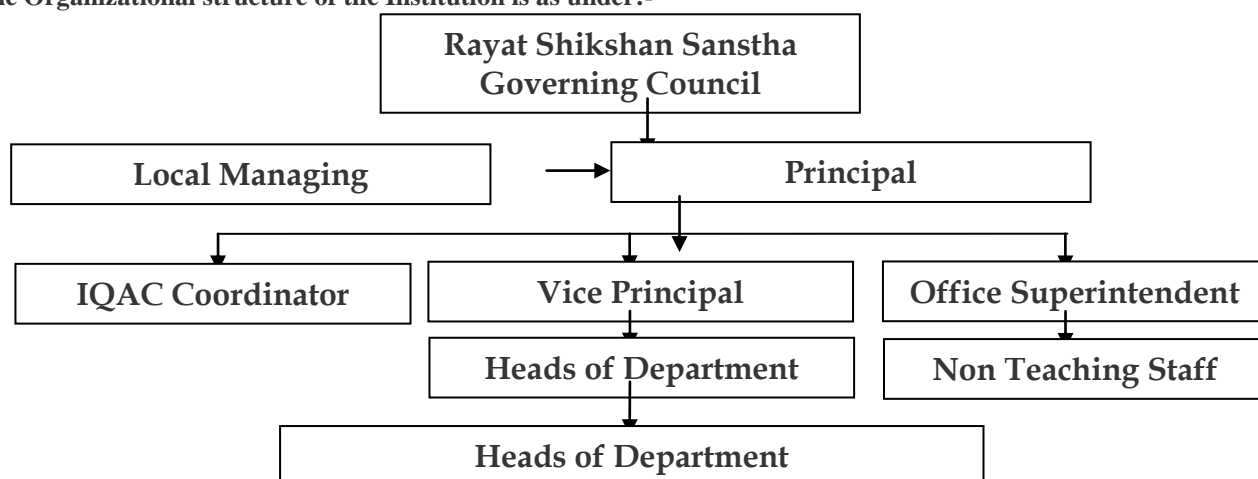 Organizational structure of the Institution is as under:-
Rayat Shikshan Sanstha
Governing Council
Local Managing
Principal
IQAC Coordinator
Vice Principal
Office Superintendent
Heads of Department
Non Teaching Staff
Heads of Department